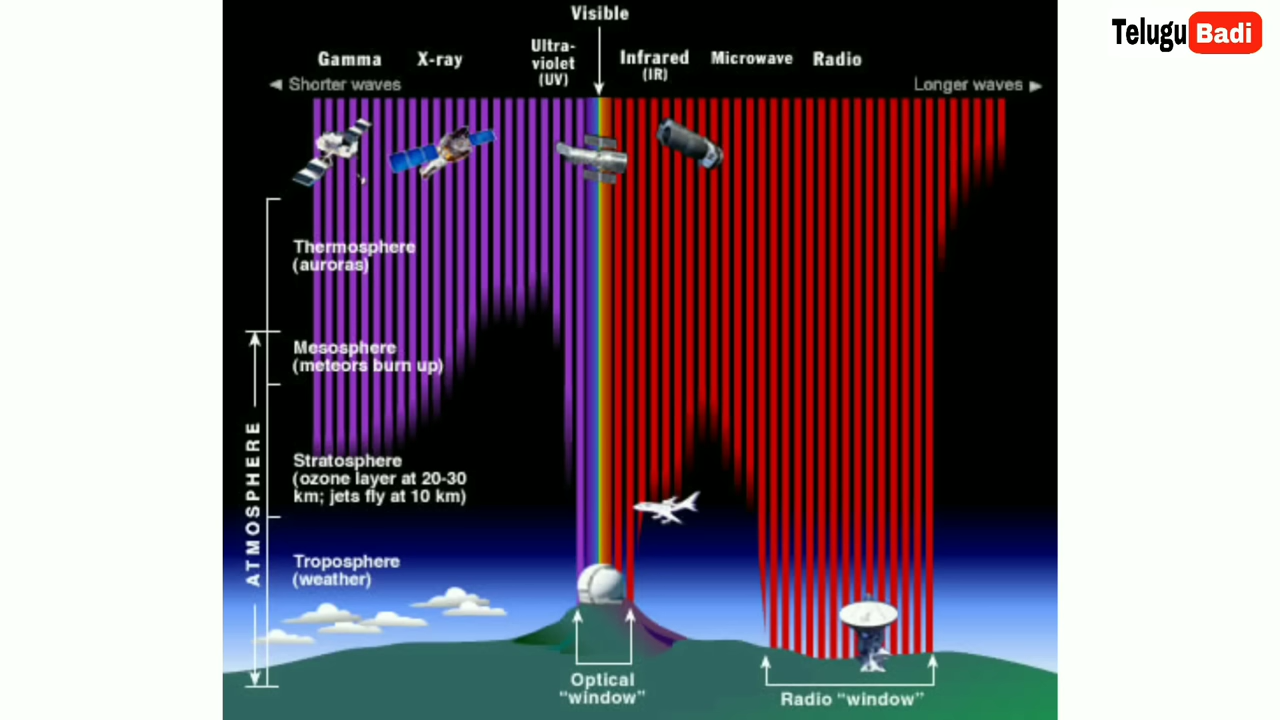 Telugu Badi
Visible
Gamma
X-ray
Ultra-
violet
(UV)
Infrared
(IR)
Microwave
Radio
◄ Shorter waves
Longer waves ►
Thermosphere
(auroras)
Mesosphere
(meteors burn up)
Stratosphere
(ozone layer at 20-30
km; jets fly at 10 km)
Troposphere
(weather)
ATMOSPHERE
Optical
“window”
Radio “window”